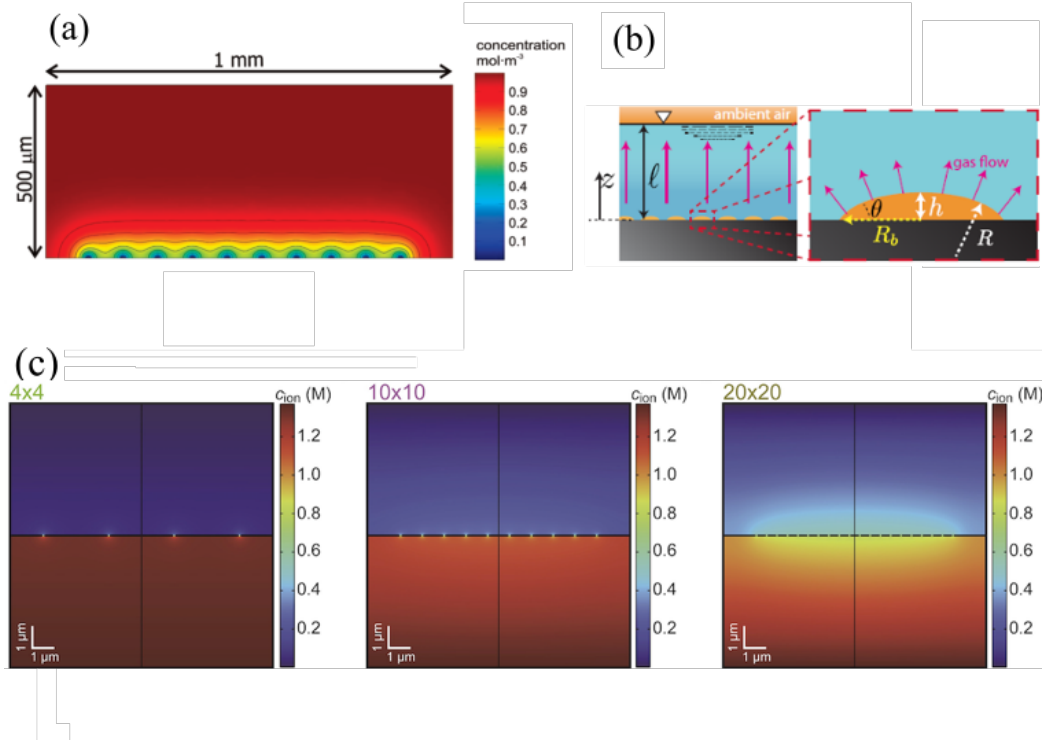 (a)
1 mm
500 µm
concentration
mol·m⁻³
0.9
0.8
0.7
0.6
0.5
0.4
0.3
0.2
0.1
(b)
ambient air
z
ℓ
gas flow
θ
h
R_b
R
(c)
4x4
c_ion (M)
1.2
1.0
0.8
0.6
0.4
0.2
1 µm
1 µm
10x10
c_ion (M)
1.2
1.0
0.8
0.6
0.4
0.2
1 µm
1 µm
20x20
c_ion (M)
1.2
1.0
0.8
0.6
0.4
0.2
1 µm
1 µm